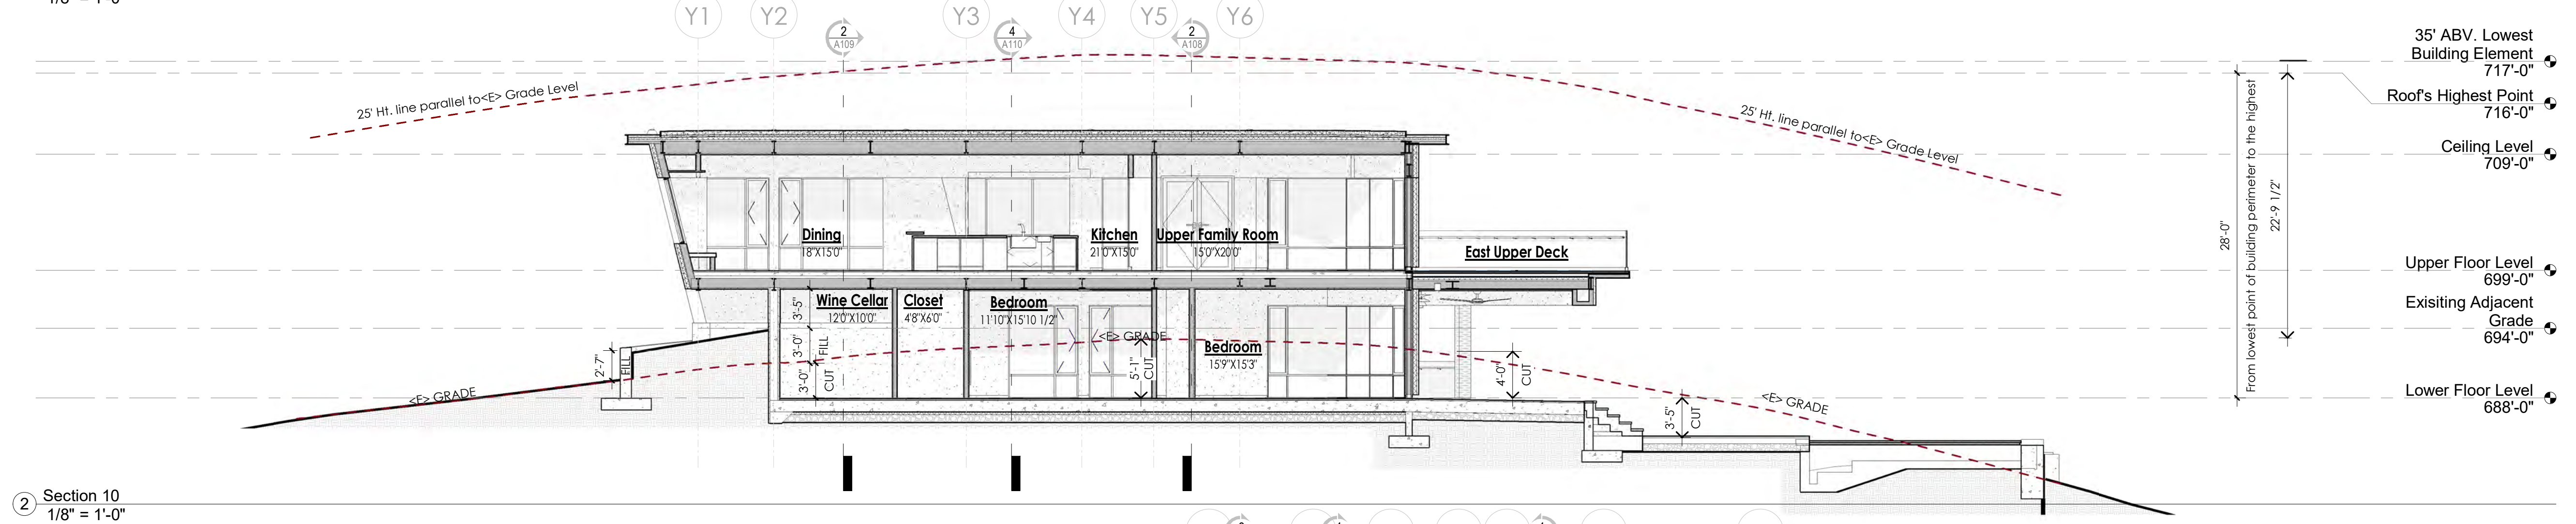 1/8" = 1'-0"
Y1
Y2
Y3
Y4
Y5
Y6
2
A109
4
A110
2
A108
25' Ht. line parallel to<E> Grade Level
25' Ht. line parallel to<E> Grade Level
35' ABV. Lowest
Building Element
717'-0"
Roof's Highest Point
716'-0"
Ceiling Level
709'-0"
Upper Floor Level
699'-0"
Exisiting Adjacent
Grade
694'-0"
Lower Floor Level
688'-0"
28'-0"
From lowest point of building perimeter to the highest
22'-9 1/2"
Dining
18"X15'0"
Kitchen
21'0"X15'0"
Upper Family Room
15'0"X20'0"
East Upper Deck
Wine Cellar
12'0"X10'0"
Closet
4'8"X6'0"
Bedroom
11'10"X15'10 1/2"
Bedroom
15'9"X15'3"
3'-5"
3'-0"
FILL
3'-0"
CUT
2'-7"
FILL
<E> GRADE
5'-1"
CUT
4'-0"
CUT
3'-5"
CUT
<E> GRADE
<E> GRADE
2
Section 10
1/8" = 1'-0"